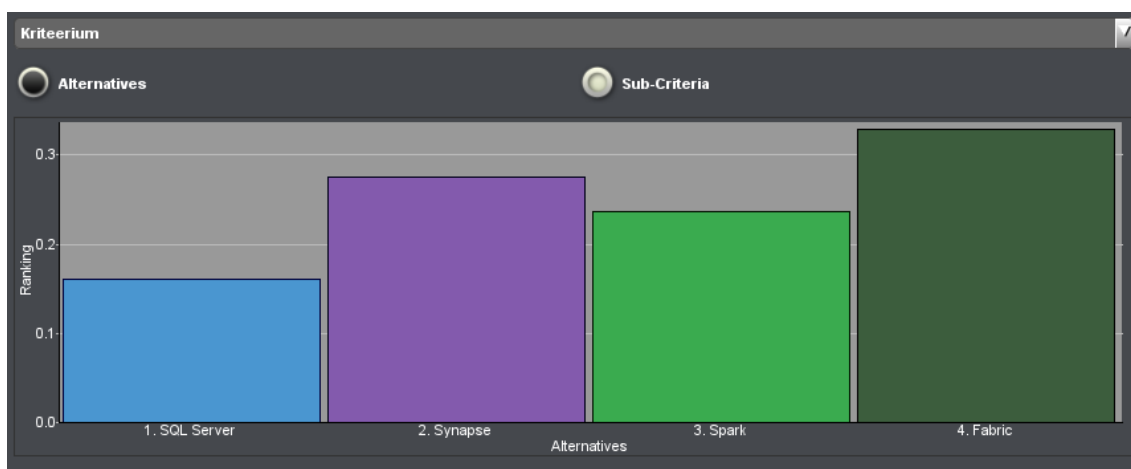 Kriteerium
Alternatives
Sub-Criteria
0.3
0.2
0.1
0.0
Ranking
1. SQL Server
2. Synapse
3. Spark
4. Fabric
Alternatives